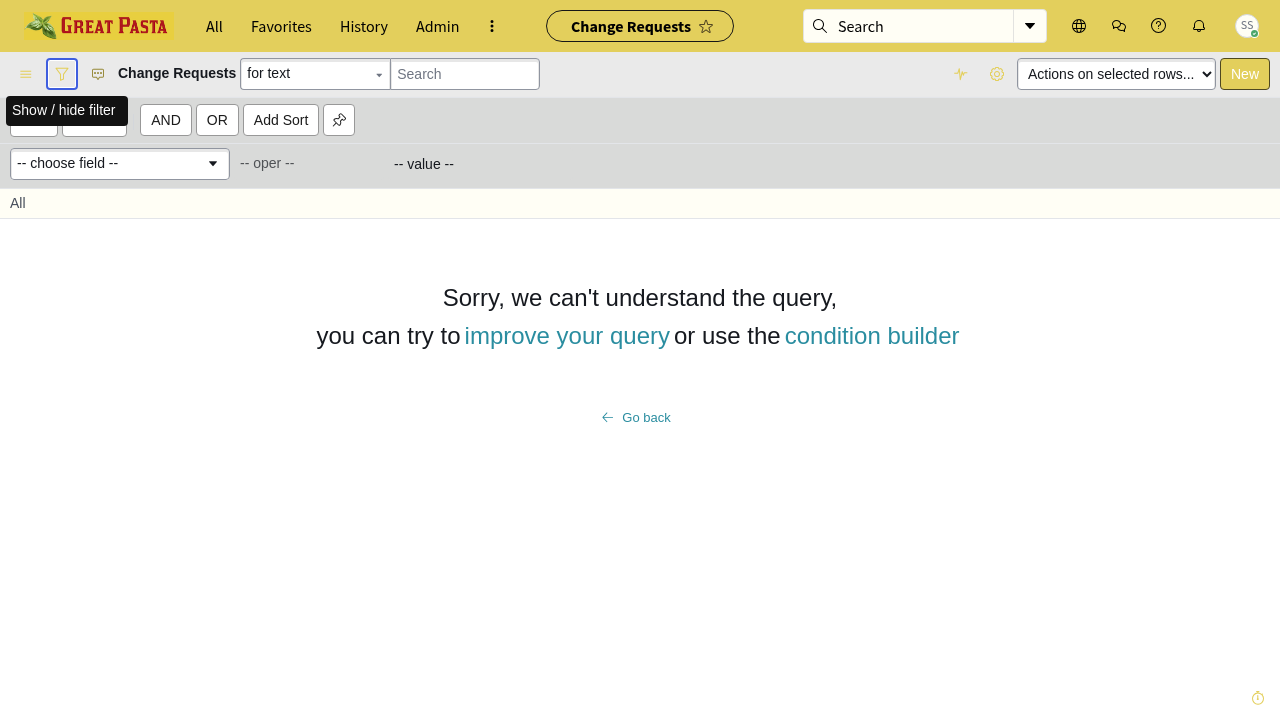 GREAT PASTA All Favorites History Admin Change Requests Search SS
Change Requests for text Search Actions on selected rows... New
Show / hide filter
AND OR Add Sort
-- choose field -- -- oper -- -- value --
All
Sorry, we can't understand the query,
you can try to improve your query or use the condition builder
Go back